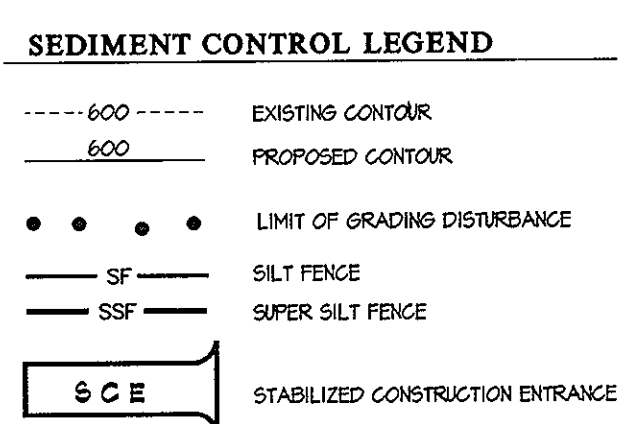 SEDIMENT CONTROL LEGEND
600 EXISTING CONTOUR
600 PROPOSED CONTOUR
LIMIT OF GRADING DISTURBANCE
SF SILT FENCE
SSF SUPER SILT FENCE
SCE STABILIZED CONSTRUCTION ENTRANCE